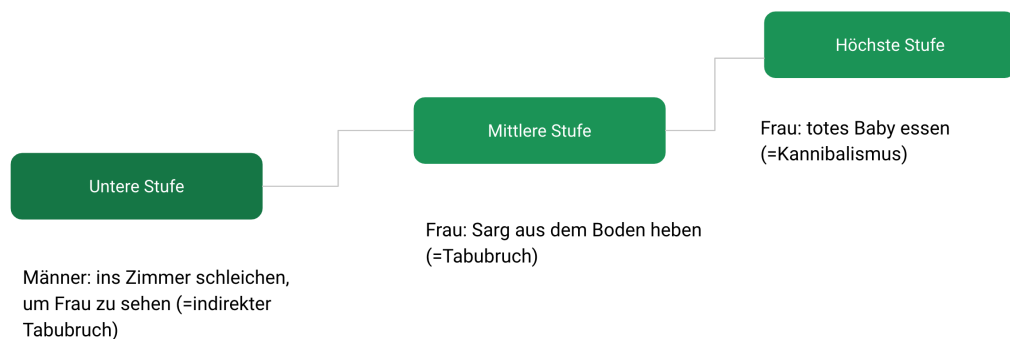 Höchste Stufe
Mittlere Stufe
Frau: totes Baby essen
(=Kannibalismus)
Untere Stufe
Frau: Sarg aus dem Boden heben
(=Tabubruch)
Männer: ins Zimmer schleichen,
um Frau zu sehen (=indirekter
Tabubruch)